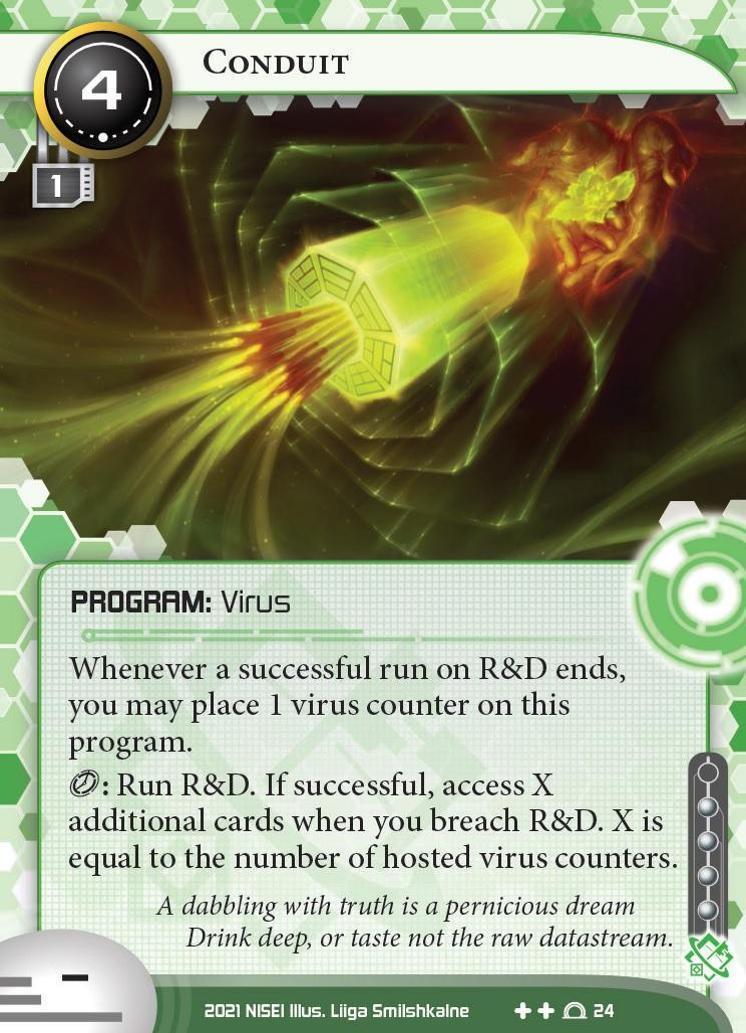 4
CONDUIT
1
PROGRAM: Virus
Whenever a successful run on R&D ends,
you may place 1 virus counter on this
program.
: Run R&D. If successful, access X
additional cards when you breach R&D. X is
equal to the number of hosted virus counters.
A dabbling with truth is a pernicious dream
Drink deep, or taste not the raw datastream.
-
2021 NISEI Illus. Liiga Smilshkalne
24